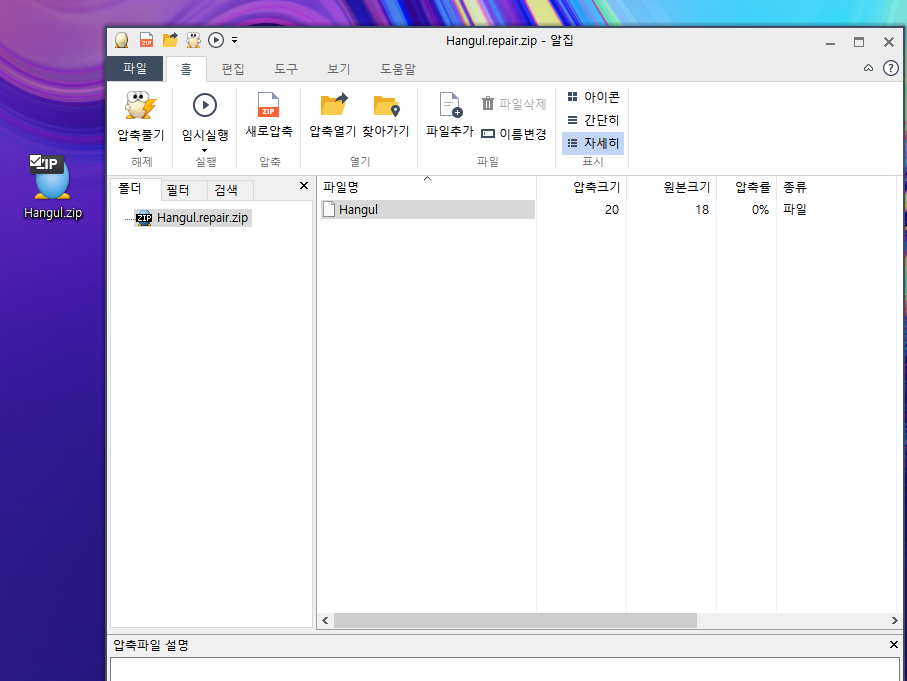 Hangul.repair.zip - 알집
파일 홈 편집 도구 보기 도움말
압축풀기 임시실행 새로압축 압축열기 찾아가기 파일추가 파일삭제 이름변경
아이콘
간단히
자세히
해제 실행 압축 열기 파일 표시
ZIP
Hangul.zip
폴더 필터 검색
ZIP Hangul.repair.zip
파일명 압축크기 원본크기 압축률 종류
Hangul 20 18 0% 파일
압축파일 설명